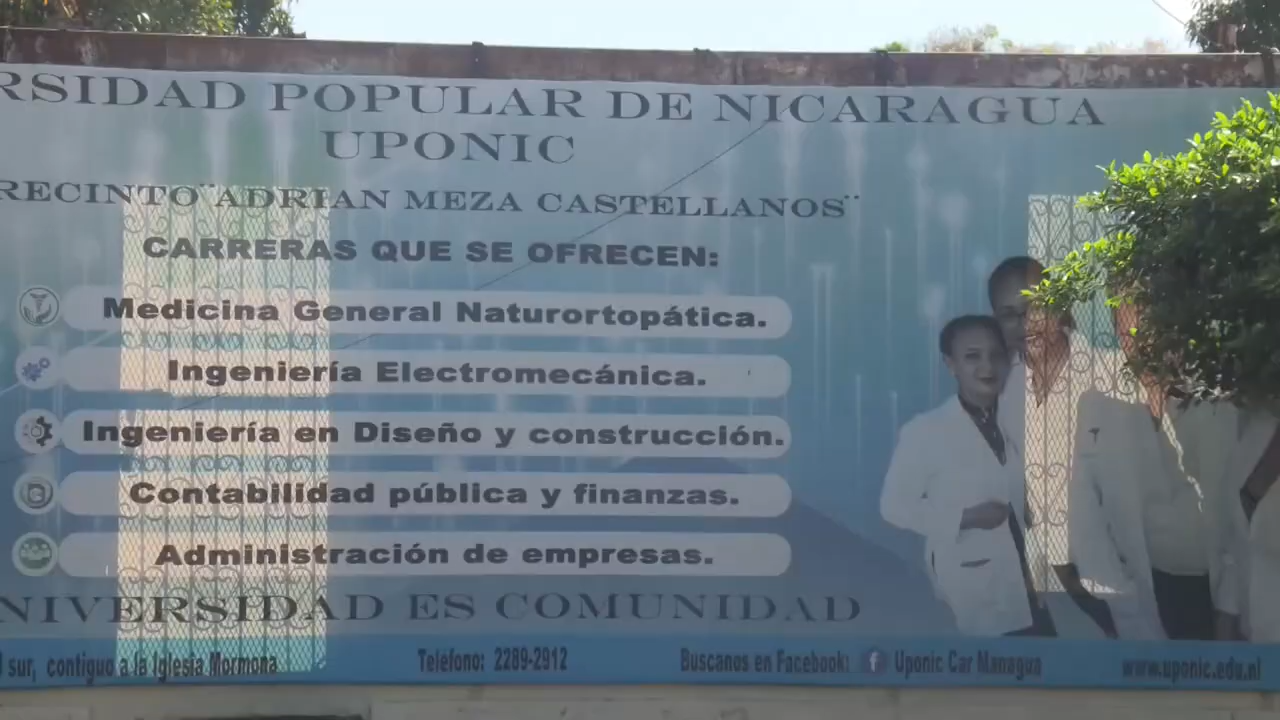 RSIDAD POPULAR DE NICARAGUA
UPONIC
RECINTO¨ADRIAN MEZA CASTELLANOS¨
CARRERAS QUE SE OFRECEN:
Medicina General Naturortopática.
Ingeniería Electromecánica.
Ingeniería en Diseño y construcción.
Contabilidad pública y finanzas.
Administración de empresas.
NIVERSIDAD ES COMUNIDAD
sur, contiguo a la Iglesia Mormona Teléfono: 2289-2912 Buscanos en Facebook: f Uponic Car Managua www.uponic.edu.ni